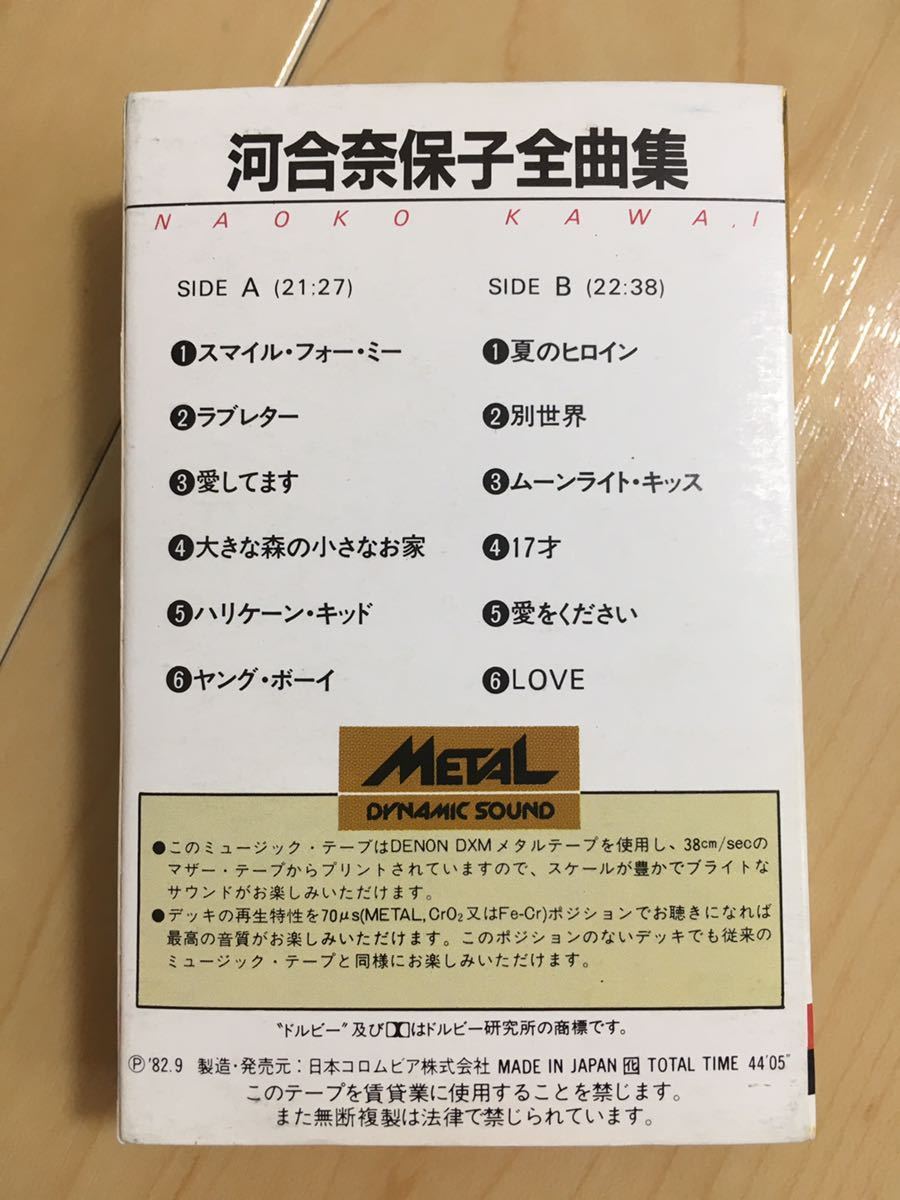 河合奈保子全曲集
NAOKO KAWAI
SIDE A (21:27)
❶スマイル・フォー・ミー
❷ラブレター
❸愛してます
❹大きな森の小さなお家
❺ハリケーン・キッド
❻ヤング・ボーイ
SIDE B (22:38)
❶夏のヒロイン
❷別世界
❸ムーンライト・キッス
❹17才
❺愛をください
❻LOVE
METAL
DYNAMIC SOUND
●このミュージック・テープはDENON DXMメタルテープを使用し、38cm/secの
マザー・テープからプリントされていますので、スケールが豊かでブライトな
サウンドがお楽しみいただけます。
●デッキの再生特性を70μs(METAL,CrO₂又はFe-Cr)ポジションでお聴きになれば
最高の音質がお楽しみいただけます。このポジションのないデッキでも従来の
ミュージック・テープと同様にお楽しみいただけます。
"ドルビー"及びはドルビー研究所の商標です。
Ⓟ'82.9 製造・発売元：日本コロムビア株式会社 MADE IN JAPAN TOTAL TIME 44'05"
このテープを賃貸業に使用することを禁じます。
また無断複製は法律で禁じられています。